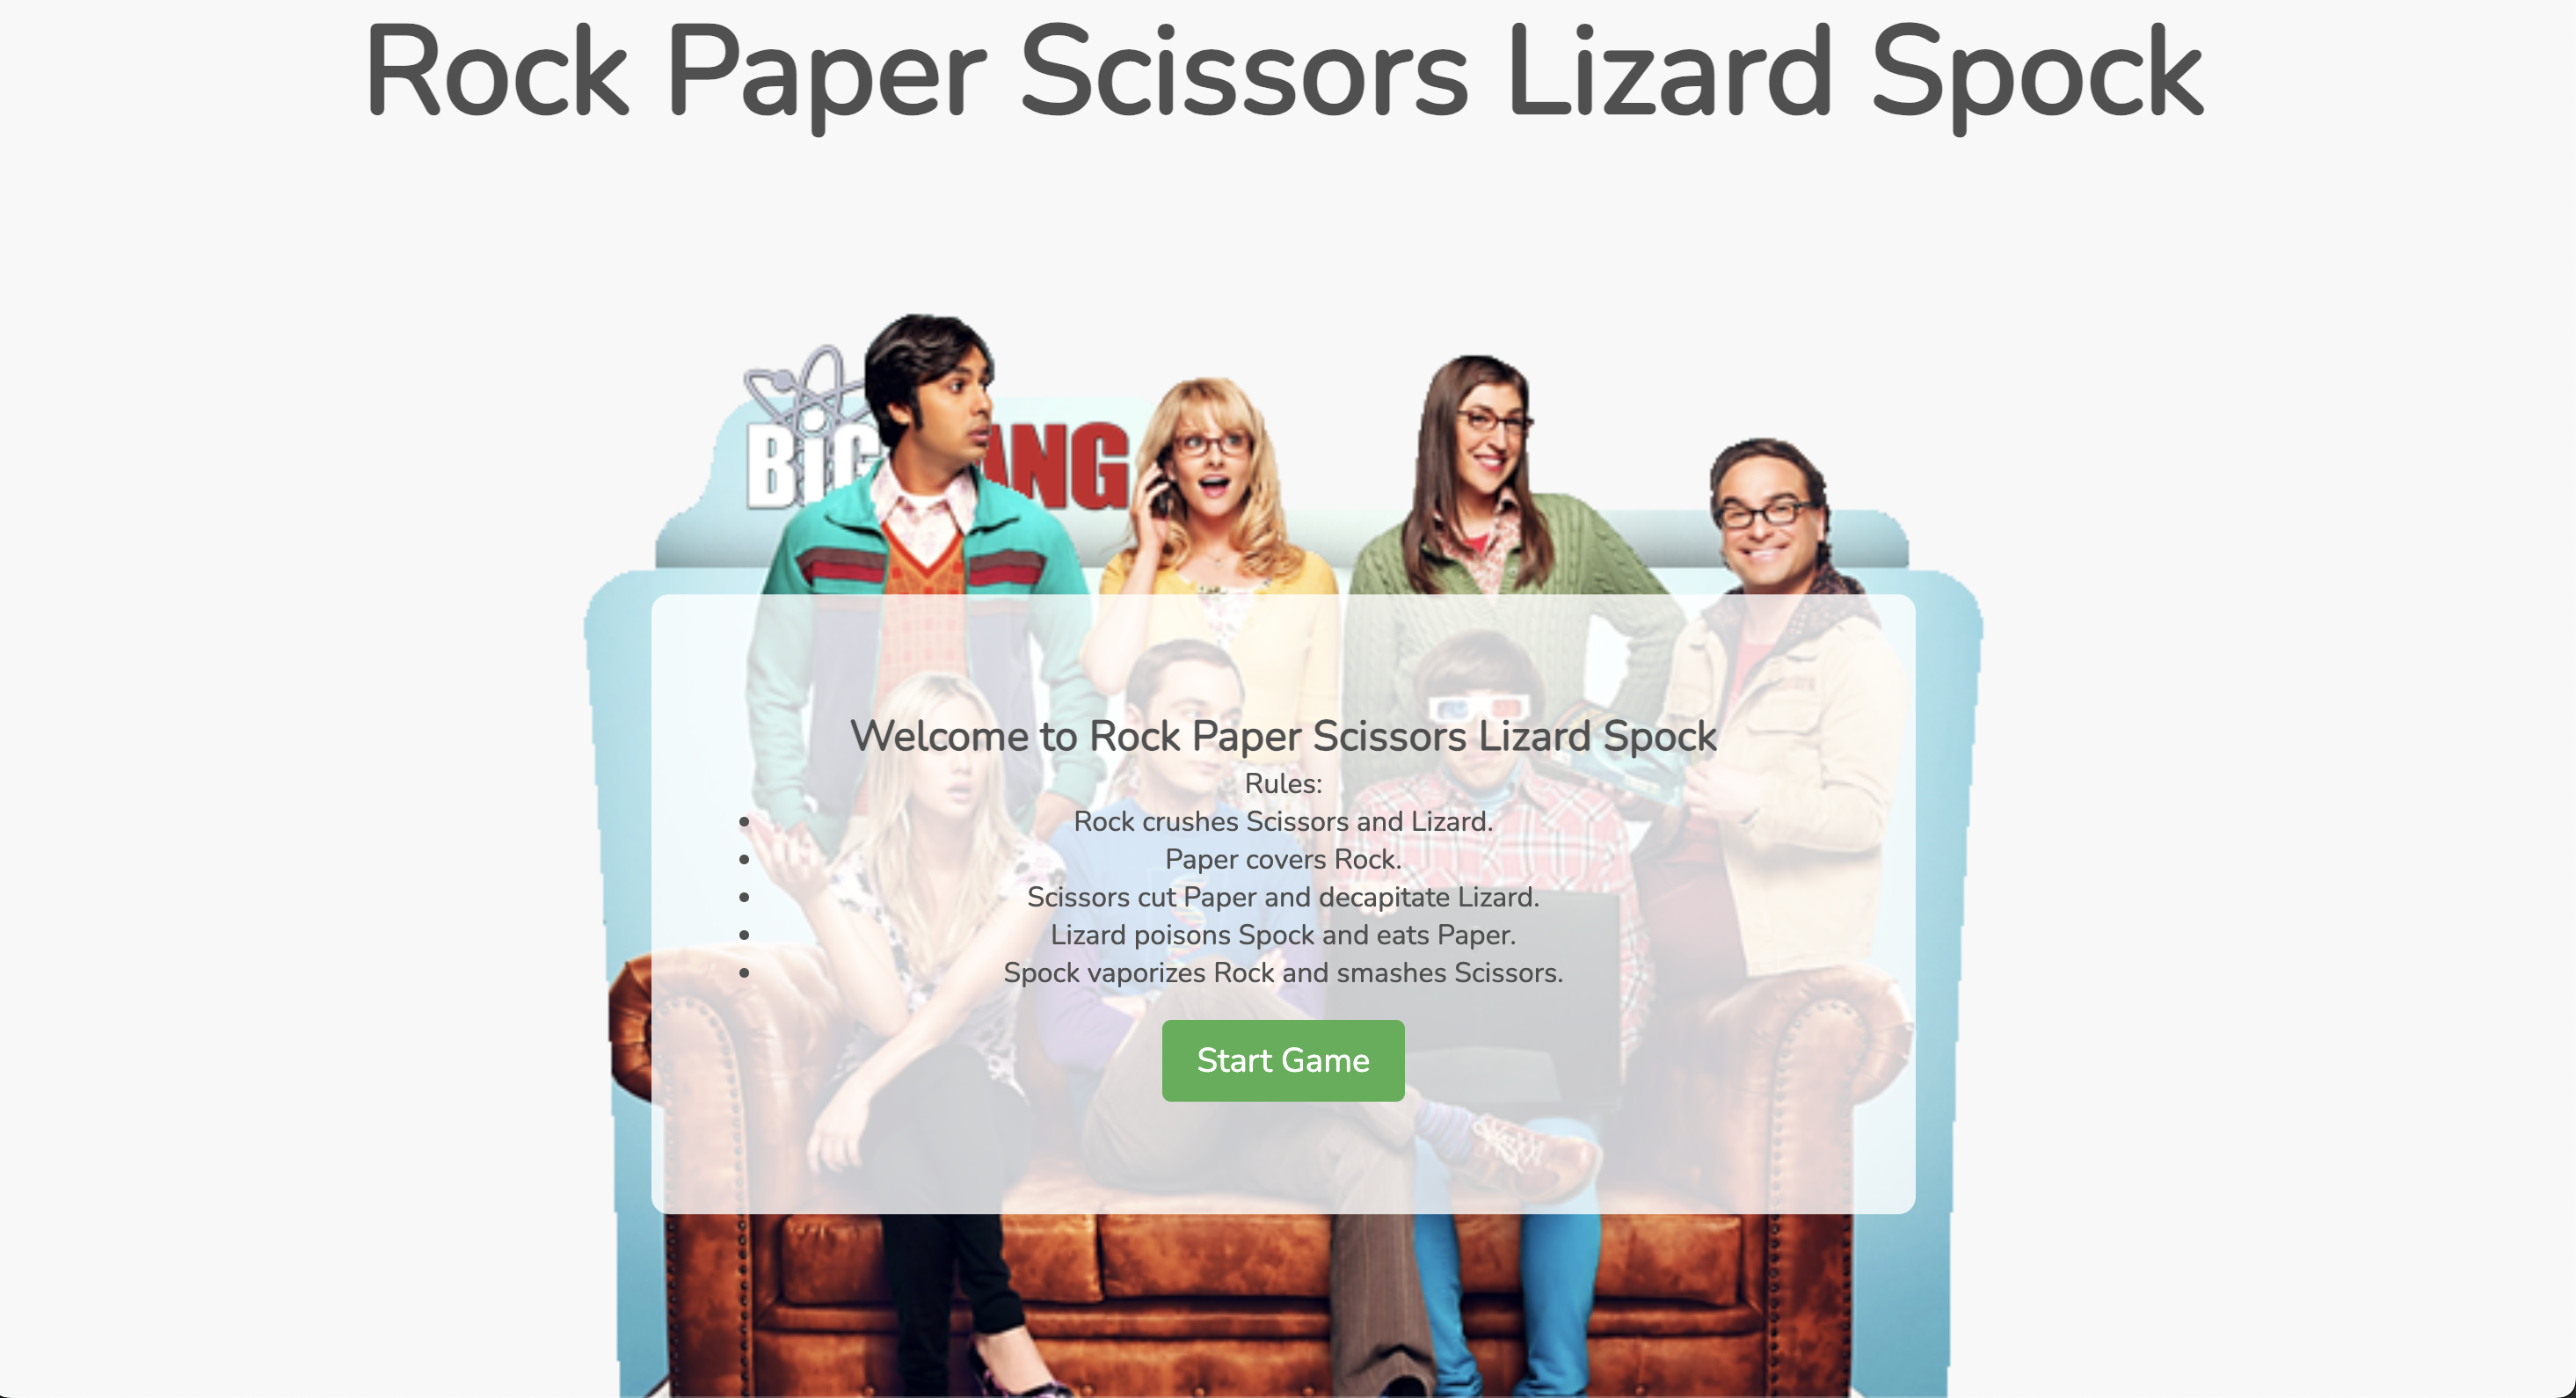 Rock Paper Scissors Lizard Spock
BiG
ANG
Welcome to Rock Paper Scissors Lizard Spock
Rules:
Rock crushes Scissors and Lizard.
Paper covers Rock.
Scissors cut Paper and decapitate Lizard.
Lizard poisons Spock and eats Paper.
Spock vaporizes Rock and smashes Scissors.
Start Game